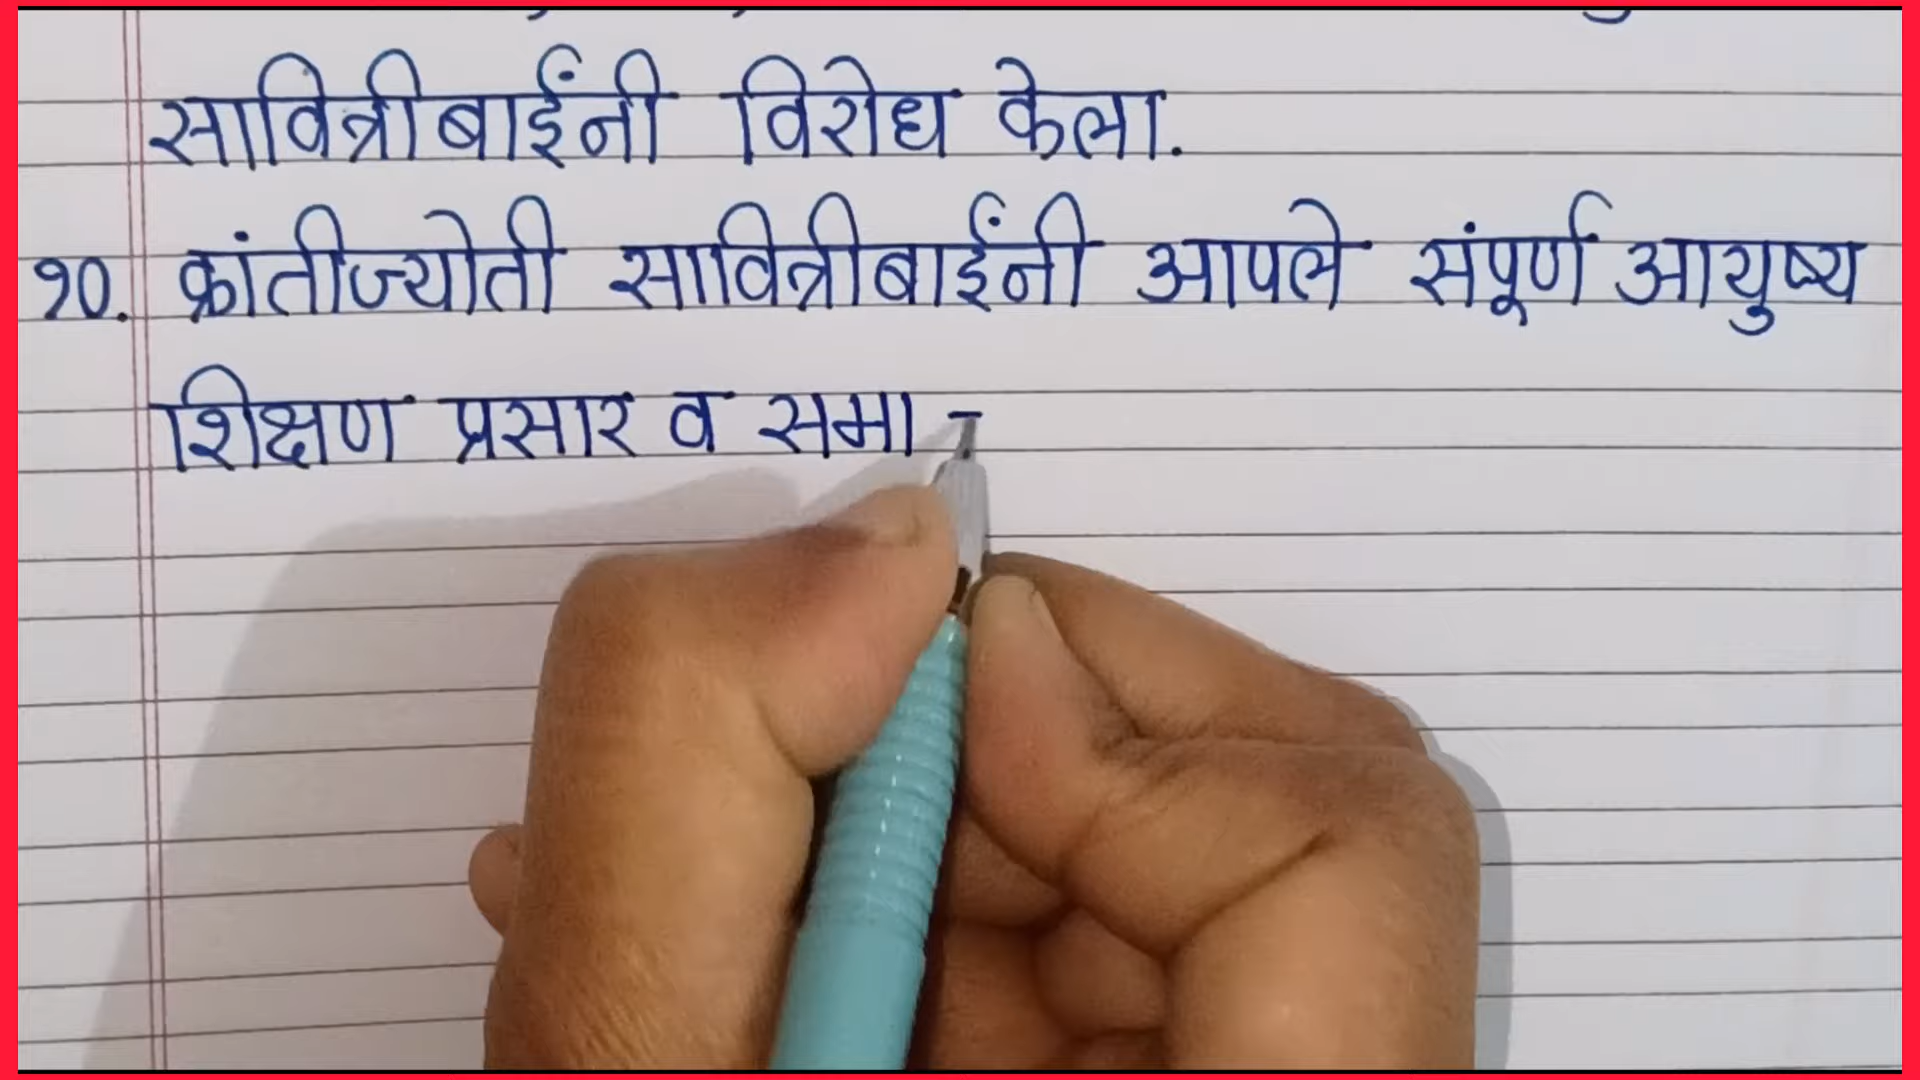 सावित्रीबाईंनी विरोध केला.
१०. क्रांतीज्योती सावित्रीबाईंनी आपले संपूर्ण आयुष्य
शिक्षण प्रसार व समा